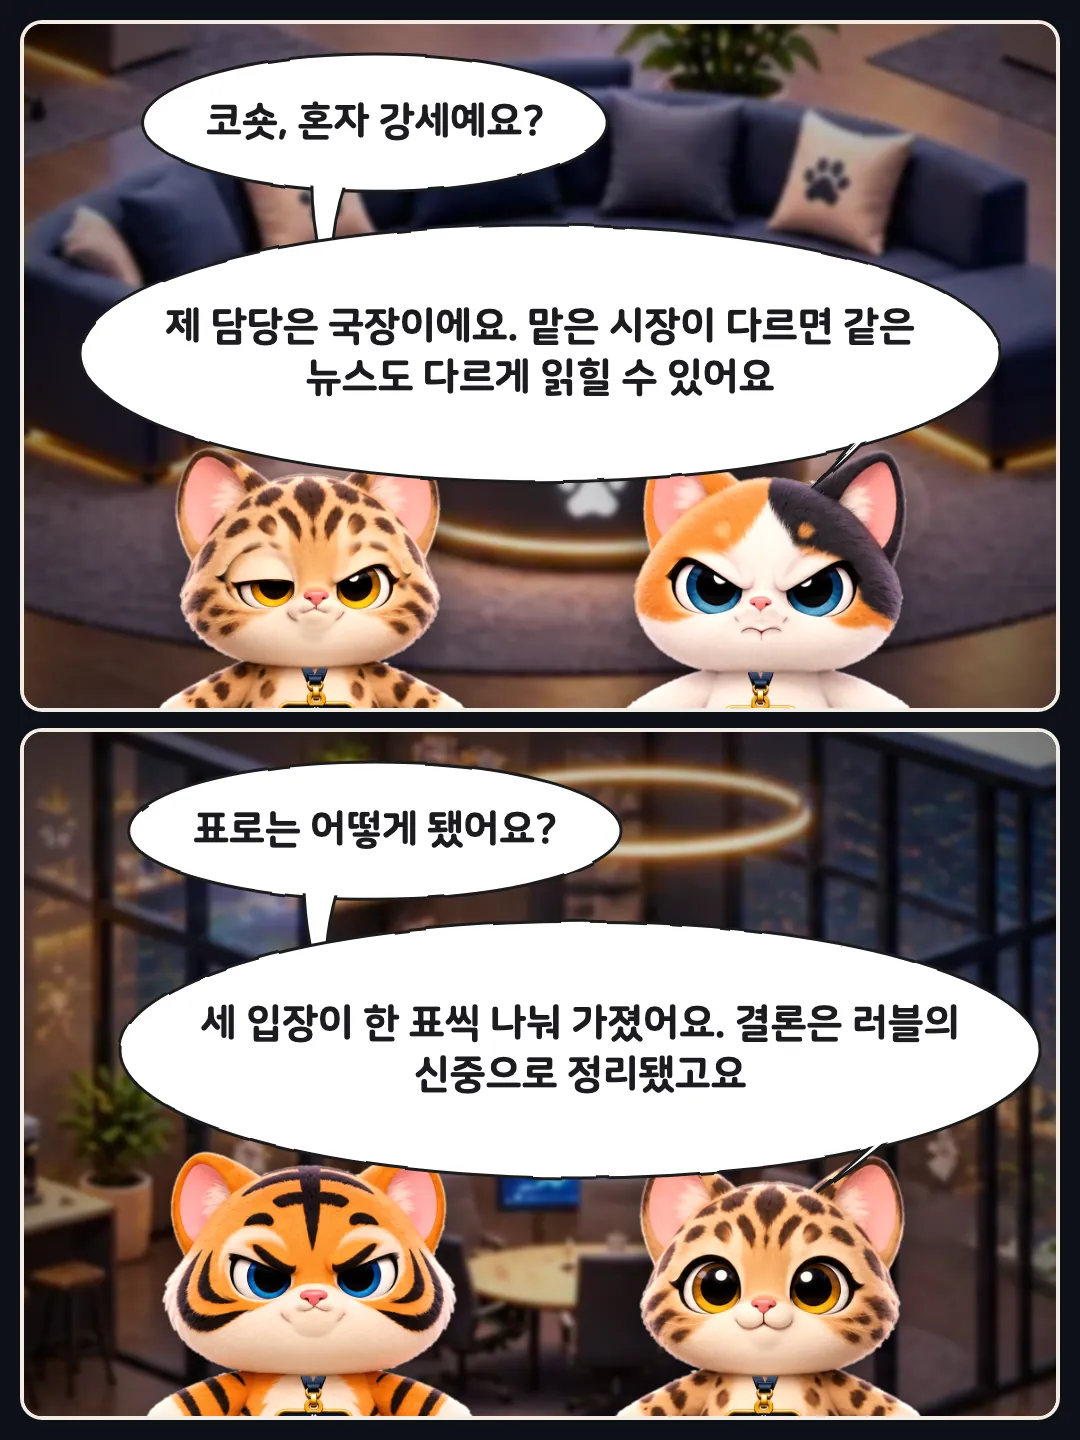 코숏, 혼자 강세예요?
제 담당은 국장이에요. 맡은 시장이 다르면 같은
뉴스도 다르게 읽힐 수 있어요
표로는 어떻게 됐어요?
세 입장이 한 표씩 나눠 가졌어요. 결론은 러블의
신중으로 정리됐고요